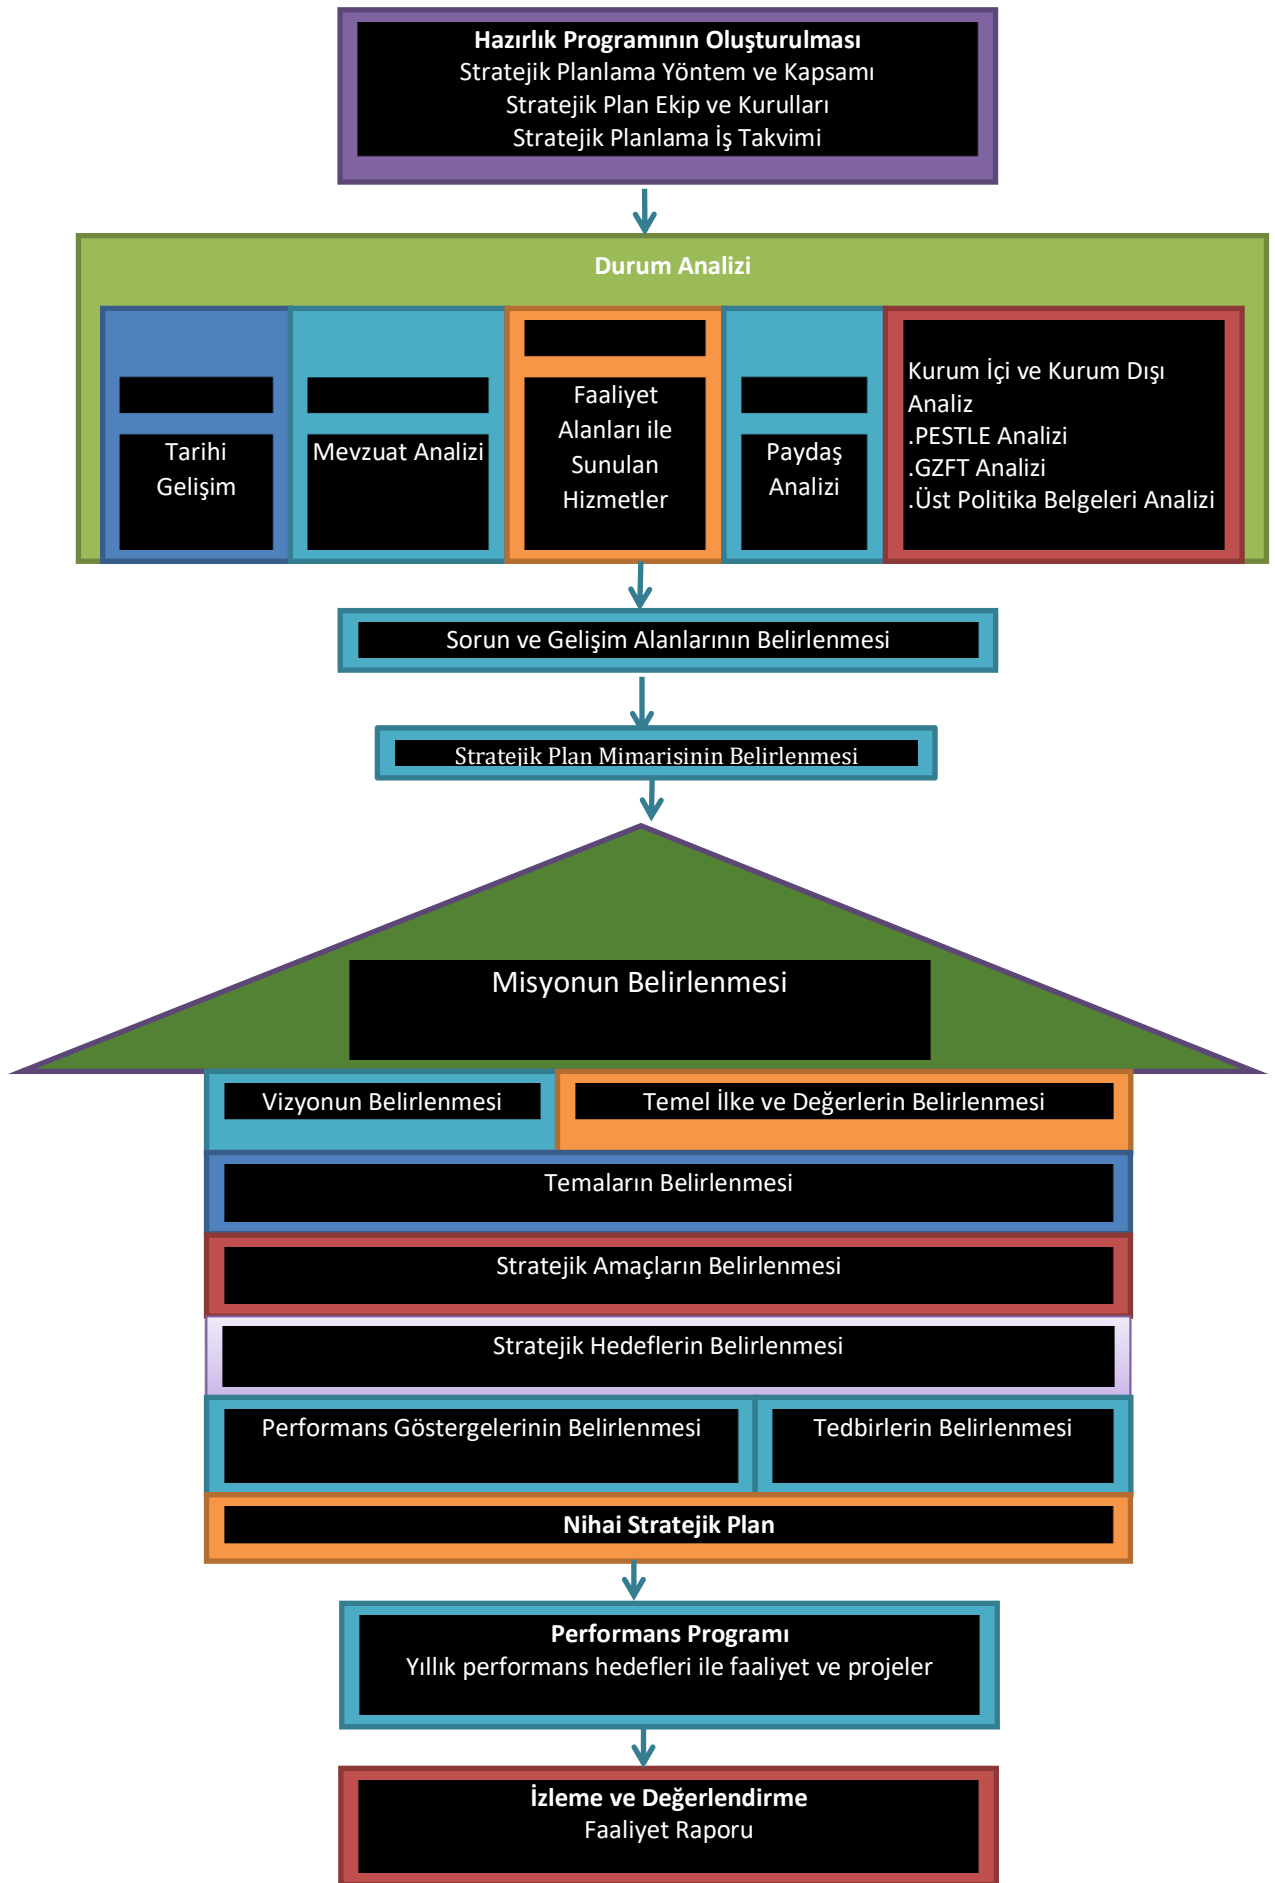 Hazırlık Programının Oluşturulması
Stratejik Planlama Yöntem ve Kapsamı
Stratejik Plan Ekip ve Kurulları
Stratejik Planlama İş Takvimi
Durum Analizi
Tarihi
Gelişim
Mevzuat Analizi
Faaliyet
Alanları ile
Sunulan
Hizmetler
Paydaş
Analizi
Kurum İçi ve Kurum Dışı
Analiz
.PESTLE Analizi
.GZFT Analizi
.Üst Politika Belgeleri Analizi
Sorun ve Gelişim Alanlarının Belirlenmesi
Stratejik Plan Mimarisinin Belirlenmesi
Misyonun Belirlenmesi
Vizyonun Belirlenmesi
Temel İlke ve Değerlerin Belirlenmesi
Temaların Belirlenmesi
Stratejik Amaçların Belirlenmesi
Stratejik Hedeflerin Belirlenmesi
Performans Göstergelerinin Belirlenmesi
Tedbirlerin Belirlenmesi
Nihai Stratejik Plan
Performans Programı
Yıllık performans hedefleri ile faaliyet ve projeler
İzleme ve Değerlendirme
Faaliyet Raporu